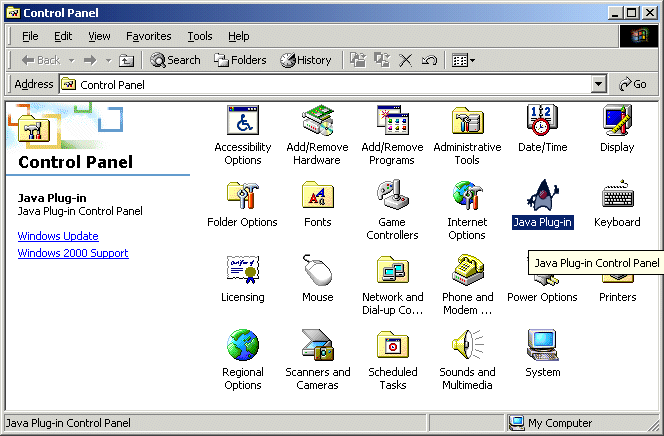 Control Panel
File Edit View Favorites Tools Help
Back Search Folders History
Address Control Panel Go
Control Panel
Java Plug-in
Java Plug-in Control Panel
Windows Update
Windows 2000 Support
Accessibility
Options
Add/Remove
Hardware
Add/Remove
Programs
Administrative
Tools
Date/Time
Display
Folder Options
Fonts
Game
Controllers
Internet
Options
Java Plug-in
Keyboard
Java Plug-in Control Panel
Licensing
Mouse
Network and
Dial-up Co...
Phone and
Modem ...
Power Options
Printers
Regional
Options
Scanners and
Cameras
Scheduled
Tasks
Sounds and
Multimedia
System
Java Plug-in Control Panel
My Computer